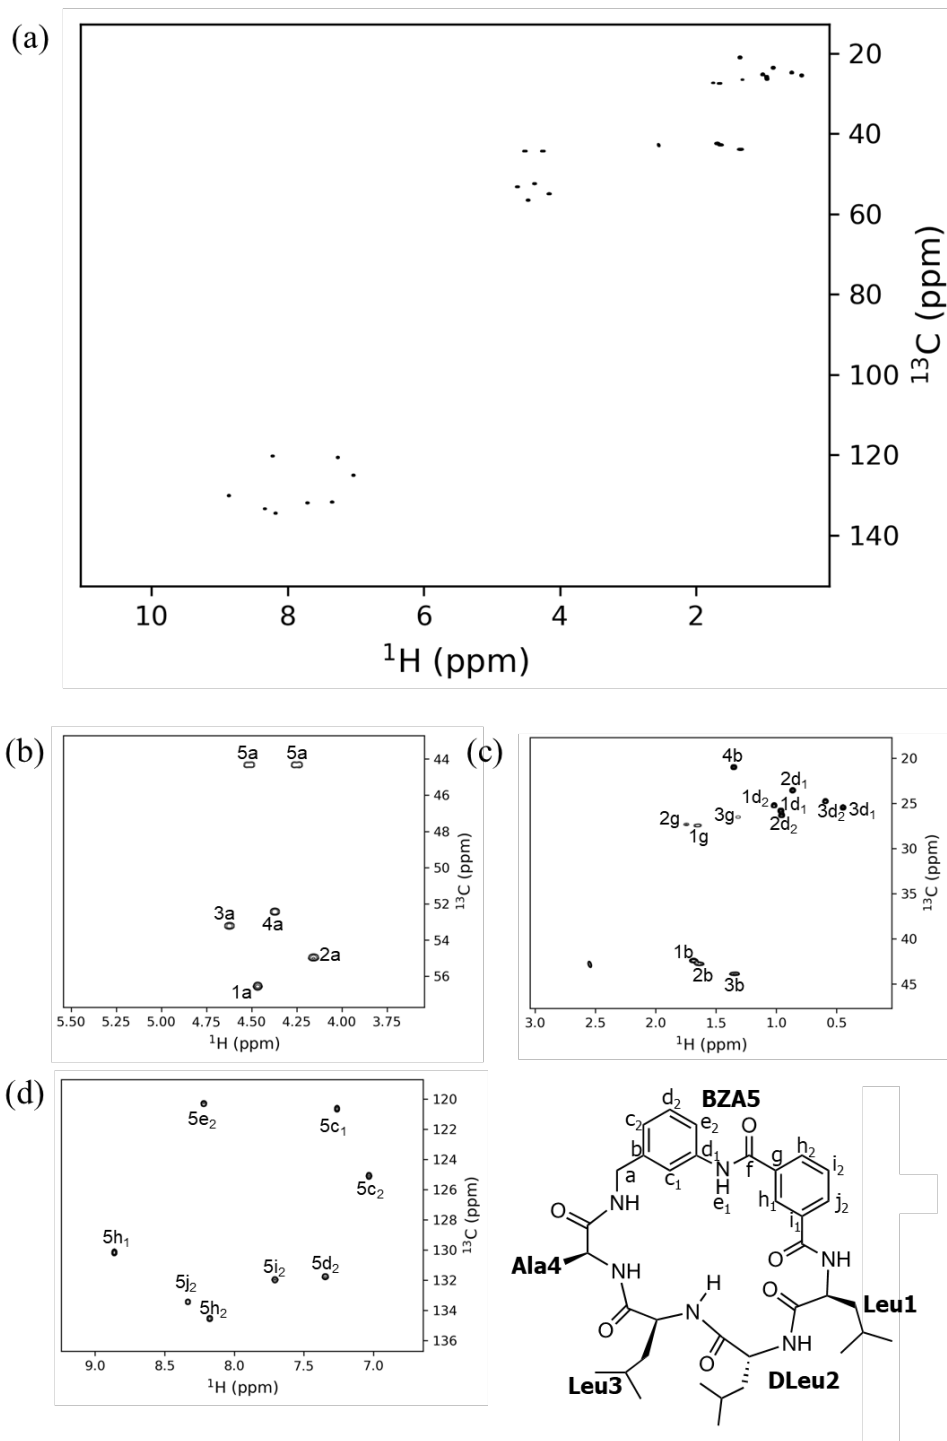 (a)
20
40
60
80
100
120
140
¹³C (ppm)
10 8 6 4 2
¹H (ppm)
(b)
5a 5a
3a
4a
2a
1a
44
46
48
50
52
54
56
¹³C (ppm)
5.50 5.25 5.00 4.75 4.50 4.25 4.00 3.75
¹H (ppm)
(c)
4b
2d₁
1d₂ 1d₁
3d₂ 3d₁
2d₂
2g 3g
1g
1b
2b
3b
20
25
30
35
40
45
¹³C (ppm)
3.0 2.5 2.0 1.5 1.0 0.5
¹H (ppm)
(d)
5e₂
5c₁
5c₂
5h₁
5i₂ 5d₂
5j₂
5h₂
120
122
124
126
128
130
132
134
136
¹³C (ppm)
9.0 8.5 8.0 7.5 7.0
¹H (ppm)
d₂ BZA5
c₂ e₂ O h₂
b d₁ f g i₂
a c₁ N H e₁ h₁ j₂
NH i₁
O
O NH
Ala4 NH
H Leu1
O N O
O NH
Leu3 DLeu2